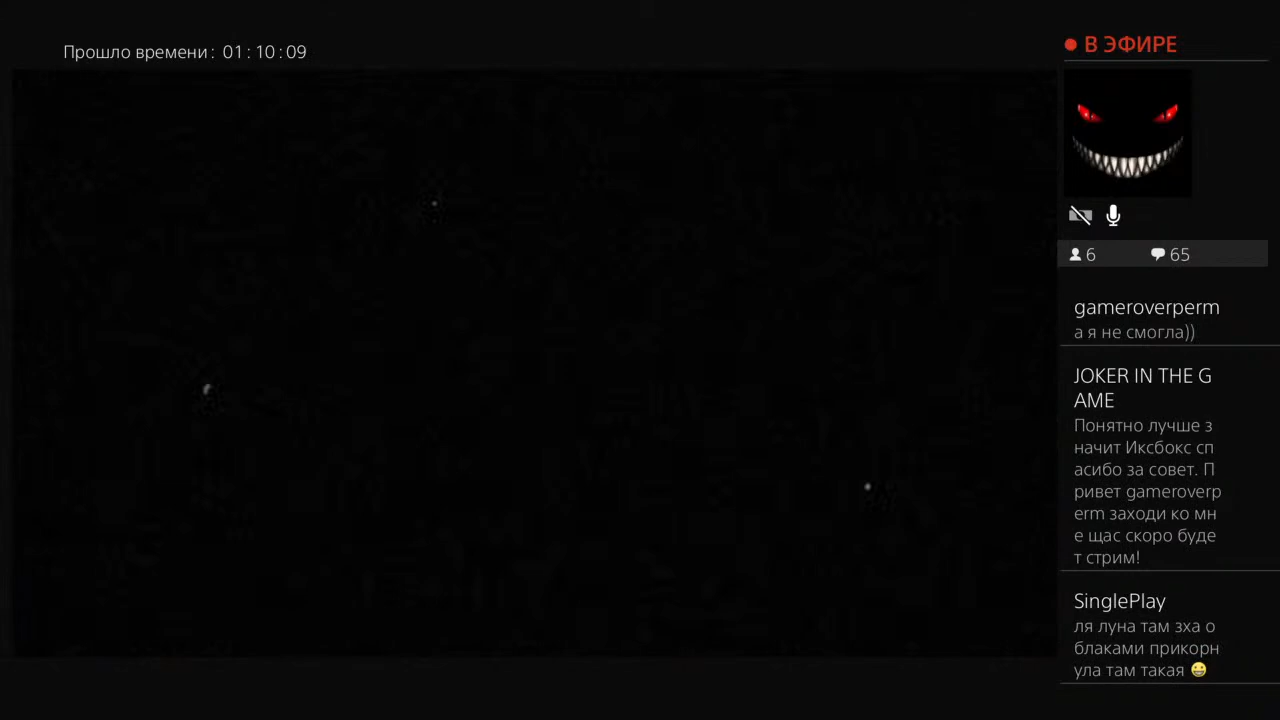 Прошло времени: 01:10:09
В ЭФИРЕ
6 65
gameroverperm
а я не смогла))
JOKER IN THE G
AME
Понятно лучше з
начит Иксбокс сп
асибо за совет. П
ривет gameroverp
erm заходи ко мн
е щас скоро буде
т стрим!
SinglePlay
ля луна там зха о
блаками прикорн
ула там такая 😀